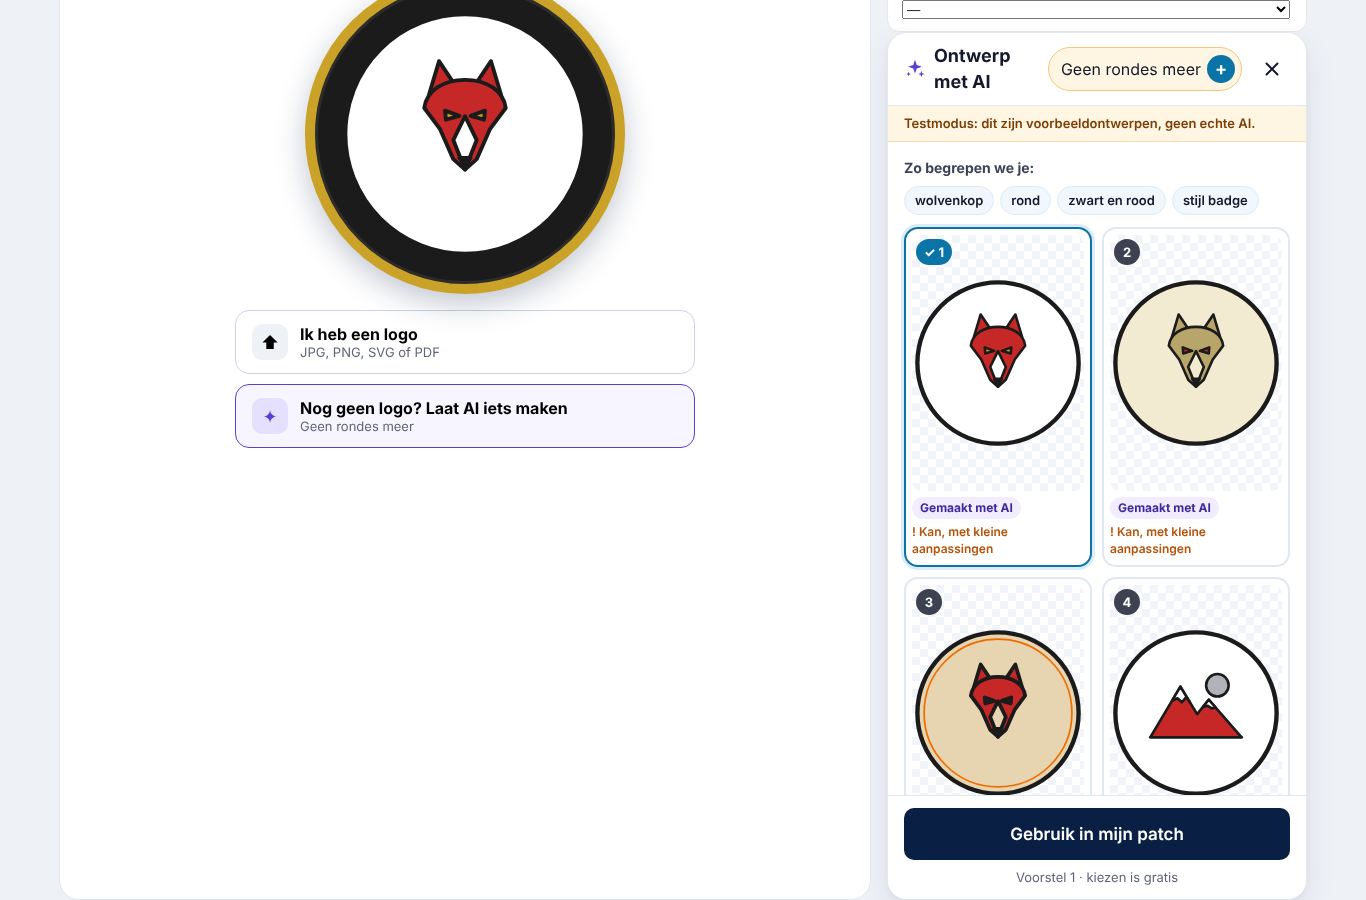 Ik heb een logo
JPG, PNG, SVG of PDF
Nog geen logo? Laat AI iets maken
Geen rondes meer
—
Ontwerp
met AI
Geen rondes meer +
Testmodus: dit zijn voorbeeldontwerpen, geen echte AI.
Zo begrepen we je:
wolvenkop
rond
zwart en rood
stijl badge
✓ 1
Gemaakt met AI
! Kan, met kleine
aanpassingen
2
Gemaakt met AI
! Kan, met kleine
aanpassingen
3
4
Gebruik in mijn patch
Voorstel 1 · kiezen is gratis